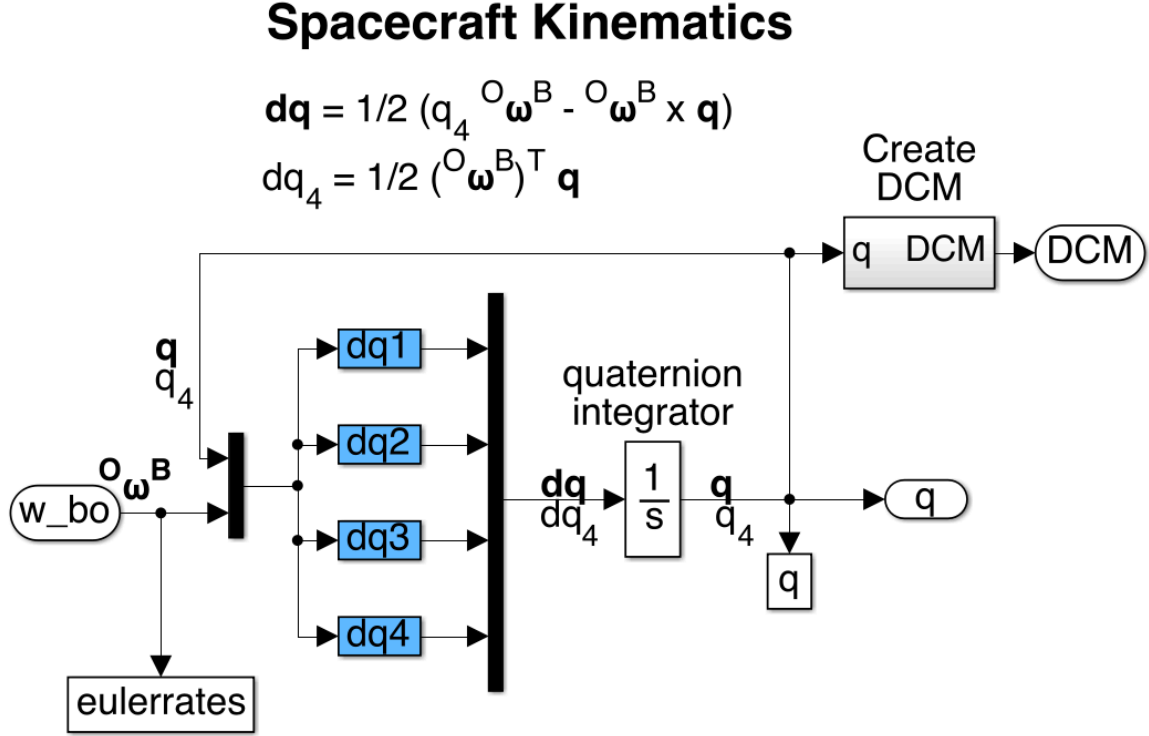 Spacecraft Kinematics
dq = 1/2 (q₄ ᴼωᴮ - ᴼωᴮ x q)
dq₄ = 1/2 (ᴼωᴮ)ᵀ q
Create
DCM
q DCM
DCM
q
q₄
dq1
dq2
dq3
dq4
quaternion
integrator
ᴼωᴮ
w_bo
dq
dq₄
1
s
q
q₄
q
q
eulerrates